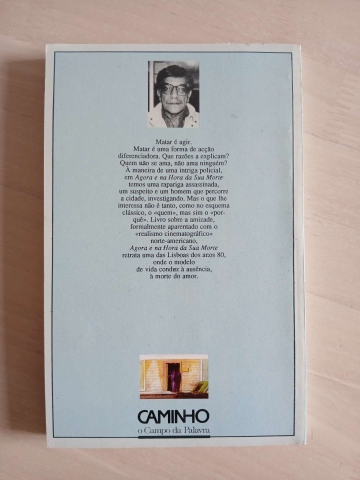 Matar é agir.
Matar é uma forma de acção
diferenciadora. Que razões a explicam?
Quem não se ama, não ama ninguém?
À maneira de uma intriga policial,
em Agora e na Hora da Sua Morte
temos uma rapariga assassinada,
um suspeito e um homem que percorre
a cidade, investigando. Mas o que lhe
interessa não é tanto, como no esquema
clássico, o «quem», mas sim o «por-
quê». Livro sobre a amizade,
formalmente aparentado com o
«realismo cinematográfico»
norte-americano,
Agora e na Hora da Sua Morte
retrata uma das Lisboas dos anos 80,
onde o modelo
de vida conduz à ausência,
à morte do amor.
CAMINHO
o Campo da Palavra